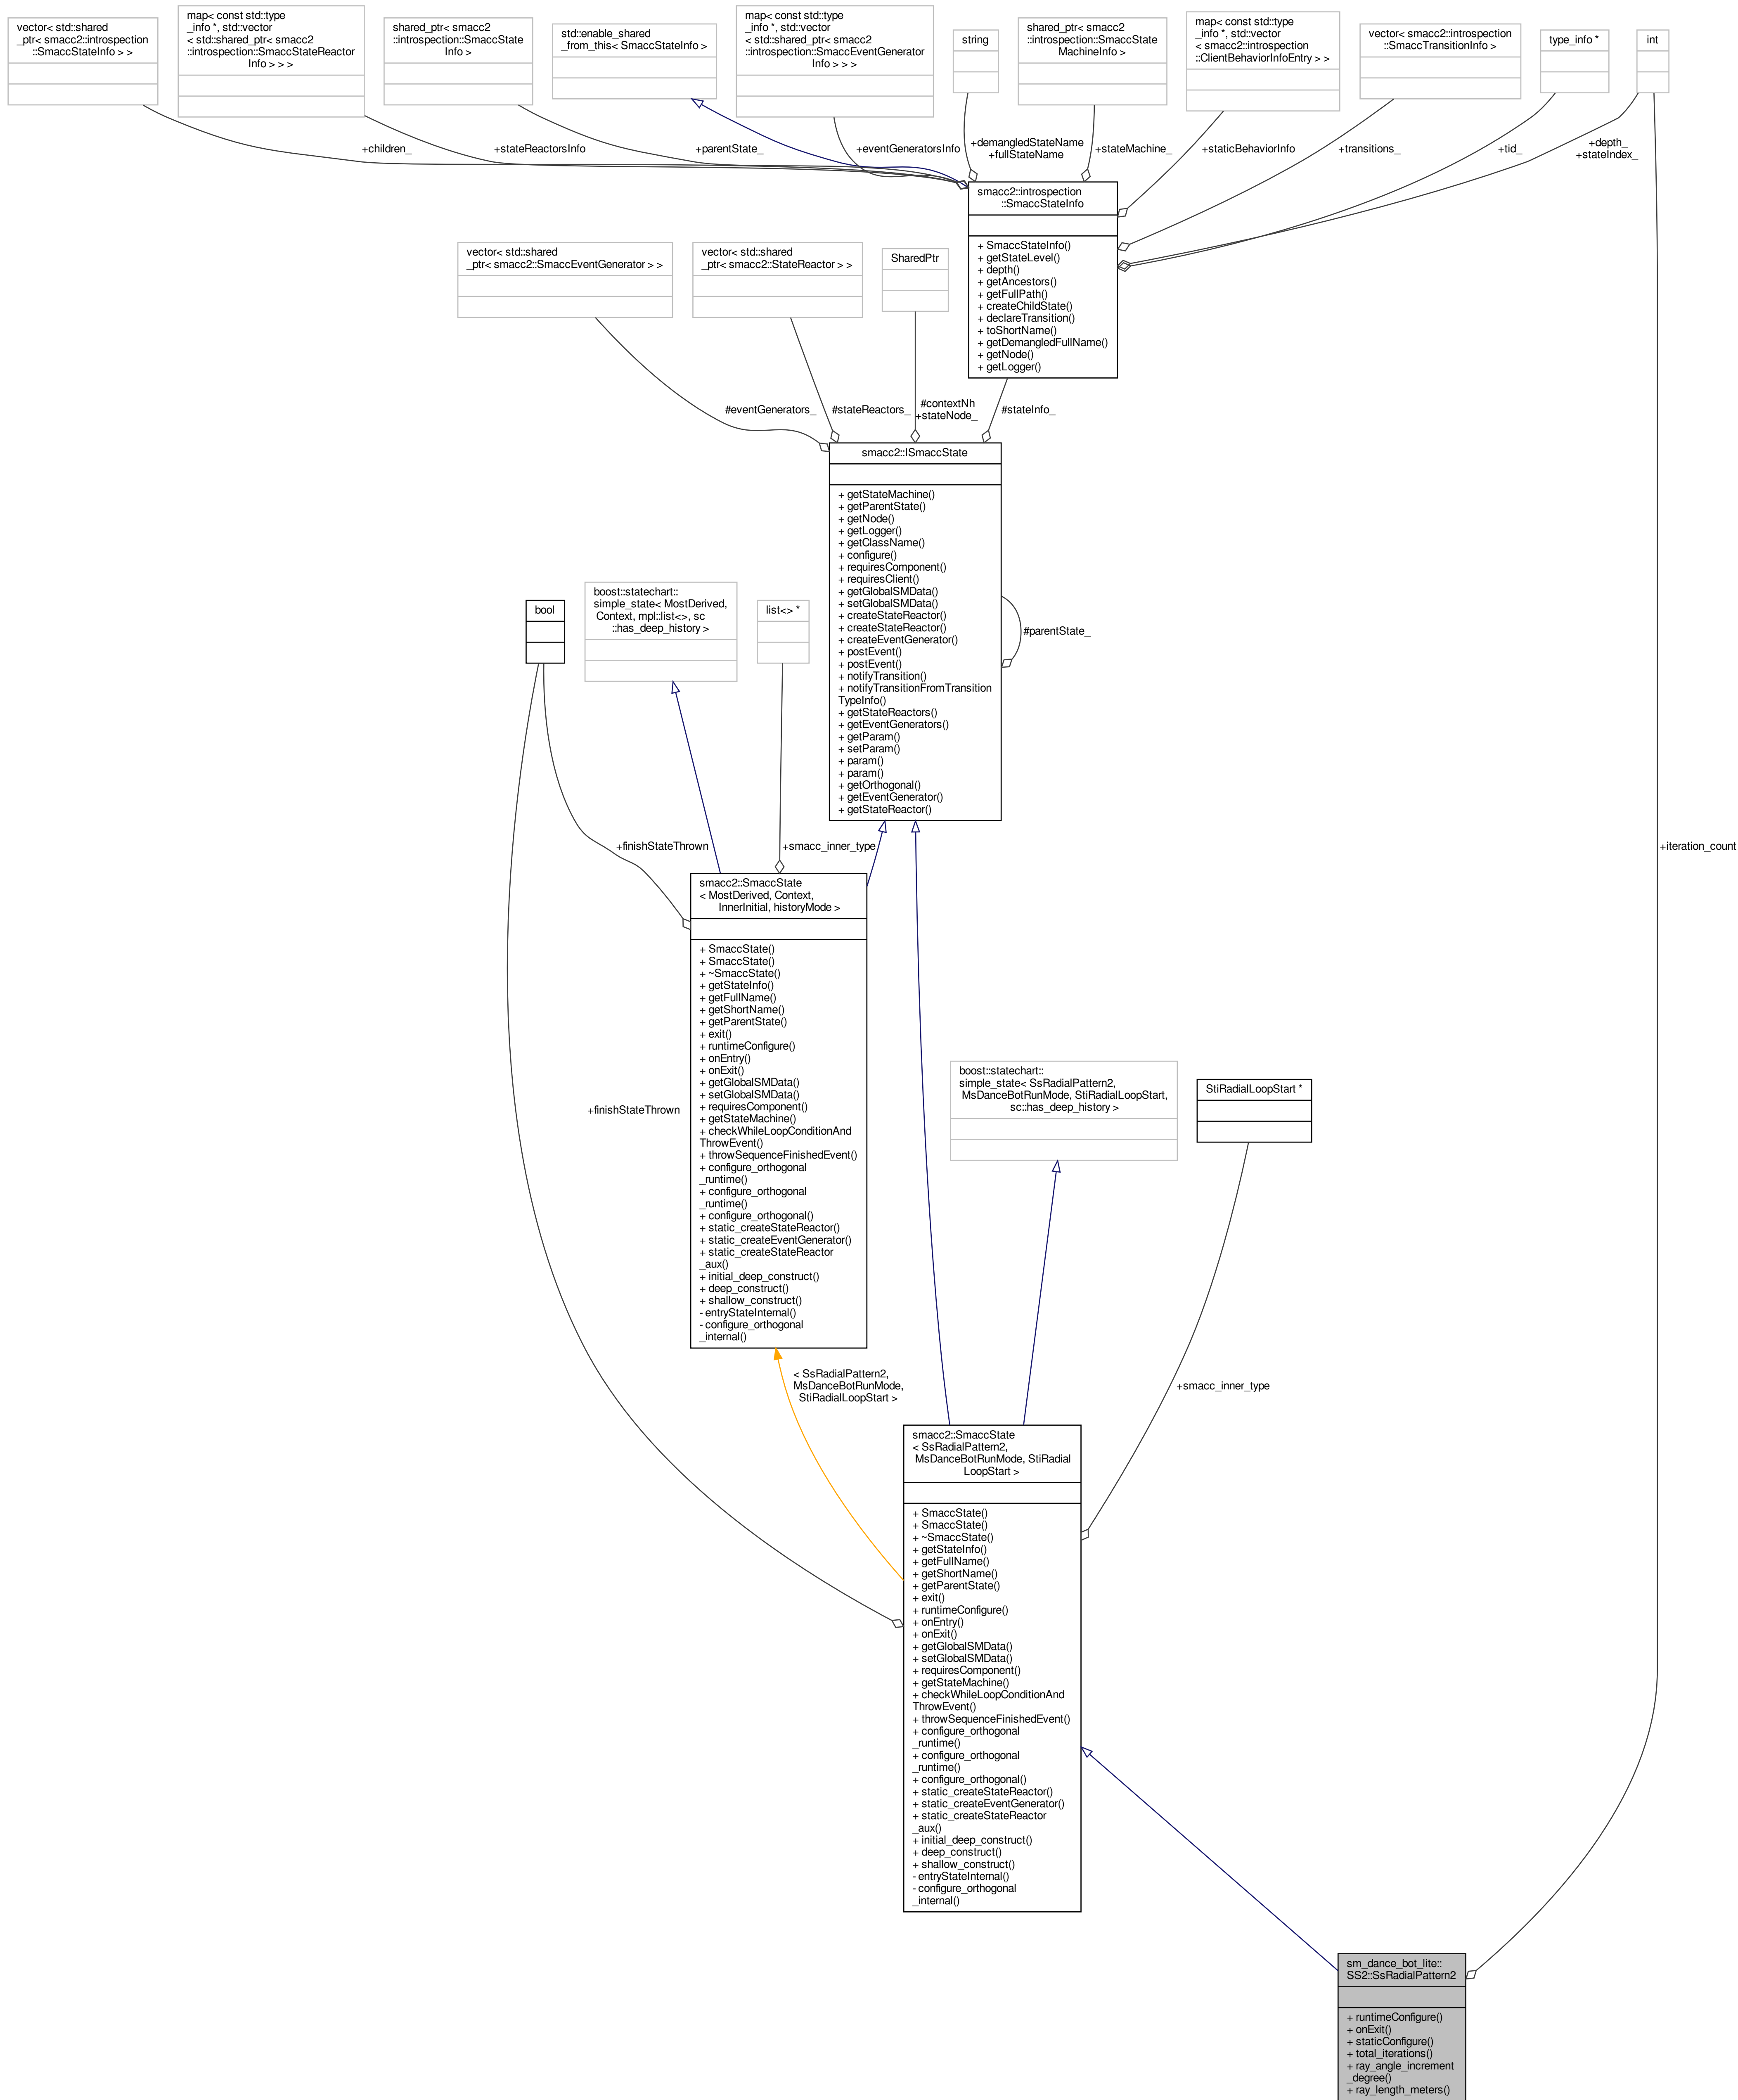 vector< std::shared
_ptr< smacc2::introspection
::SmaccStateInfo > >
map< const std::type
_info *, std::vector
< std::shared_ptr< smacc2
::introspection::SmaccStateReactor
Info > > >
shared_ptr< smacc2
::introspection::SmaccState
Info >
std::enable_shared
_from_this< SmaccStateInfo >
map< const std::type
_info *, std::vector
< std::shared_ptr< smacc2
::introspection::SmaccEventGenerator
Info > > >
string
shared_ptr< smacc2
::introspection::SmaccState
MachineInfo >
map< const std::type
_info *, std::vector
< smacc2::introspection
::ClientBehaviorInfoEntry > >
vector< smacc2::introspection
::SmaccTransitionInfo >
type_info *
int
+children_
+stateReactorsInfo
+parentState_
+eventGeneratorsInfo
+demangledStateName
+fullStateName
+stateMachine_
+staticBehaviorInfo
+transitions_
+tid_
+depth_
+stateIndex_
smacc2::introspection
::SmaccStateInfo
+ SmaccStateInfo()
+ getStateLevel()
+ depth()
+ getAncestors()
+ getFullPath()
+ createChildState()
+ declareTransition()
+ toShortName()
+ getDemangledFullName()
+ getNode()
+ getLogger()
vector< std::shared
_ptr< smacc2::SmaccEventGenerator > >
vector< std::shared
_ptr< smacc2::StateReactor > >
SharedPtr
#eventGenerators_
#stateReactors_
#contextNh
+stateNode_
#stateInfo_
smacc2::ISmaccState
+ getStateMachine()
+ getParentState()
+ getNode()
+ getLogger()
+ getClassName()
+ configure()
+ requiresComponent()
+ requiresClient()
+ getGlobalSMData()
+ setGlobalSMData()
+ createStateReactor()
+ createStateReactor()
+ createEventGenerator()
+ postEvent()
+ postEvent()
+ notifyTransition()
+ notifyTransitionFromTransition
TypeInfo()
+ getStateReactors()
+ getEventGenerators()
+ getParam()
+ setParam()
+ param()
+ param()
+ getOrthogonal()
+ getEventGenerator()
+ getStateReactor()
#parentState_
bool
boost::statechart::
simple_state< MostDerived,
Context, mpl::list<>, sc
::has_deep_history >
list<> *
+finishStateThrown
+smacc_inner_type
+iteration_count
smacc2::SmaccState
< MostDerived, Context,
InnerInitial, historyMode >
+ SmaccState()
+ SmaccState()
+ ~SmaccState()
+ getStateInfo()
+ getFullName()
+ getShortName()
+ getParentState()
+ exit()
+ runtimeConfigure()
+ onEntry()
+ onExit()
+ getGlobalSMData()
+ setGlobalSMData()
+ requiresComponent()
+ getStateMachine()
+ checkWhileLoopConditionAnd
ThrowEvent()
+ throwSequenceFinishedEvent()
+ configure_orthogonal
_runtime()
+ configure_orthogonal
_runtime()
+ configure_orthogonal()
+ static_createStateReactor()
+ static_createEventGenerator()
+ static_createStateReactor
_aux()
+ initial_deep_construct()
+ deep_construct()
+ shallow_construct()
- entryStateInternal()
- configure_orthogonal
_internal()
+finishStateThrown
boost::statechart::
simple_state< SsRadialPattern2,
MsDanceBotRunMode, StiRadialLoopStart,
sc::has_deep_history >
StiRadialLoopStart *
< SsRadialPattern2,
MsDanceBotRunMode,
StiRadialLoopStart >
+smacc_inner_type
smacc2::SmaccState
< SsRadialPattern2,
MsDanceBotRunMode, StiRadial
LoopStart >
+ SmaccState()
+ SmaccState()
+ ~SmaccState()
+ getStateInfo()
+ getFullName()
+ getShortName()
+ getParentState()
+ exit()
+ runtimeConfigure()
+ onEntry()
+ onExit()
+ getGlobalSMData()
+ setGlobalSMData()
+ requiresComponent()
+ getStateMachine()
+ checkWhileLoopConditionAnd
ThrowEvent()
+ throwSequenceFinishedEvent()
+ configure_orthogonal
_runtime()
+ configure_orthogonal
_runtime()
+ configure_orthogonal()
+ static_createStateReactor()
+ static_createEventGenerator()
+ static_createStateReactor
_aux()
+ initial_deep_construct()
+ deep_construct()
+ shallow_construct()
- entryStateInternal()
- configure_orthogonal
_internal()
sm_dance_bot_lite::
SS2::SsRadialPattern2
+ runtimeConfigure()
+ onExit()
+ staticConfigure()
+ total_iterations()
+ ray_angle_increment
_degree()
+ ray_length_meters()